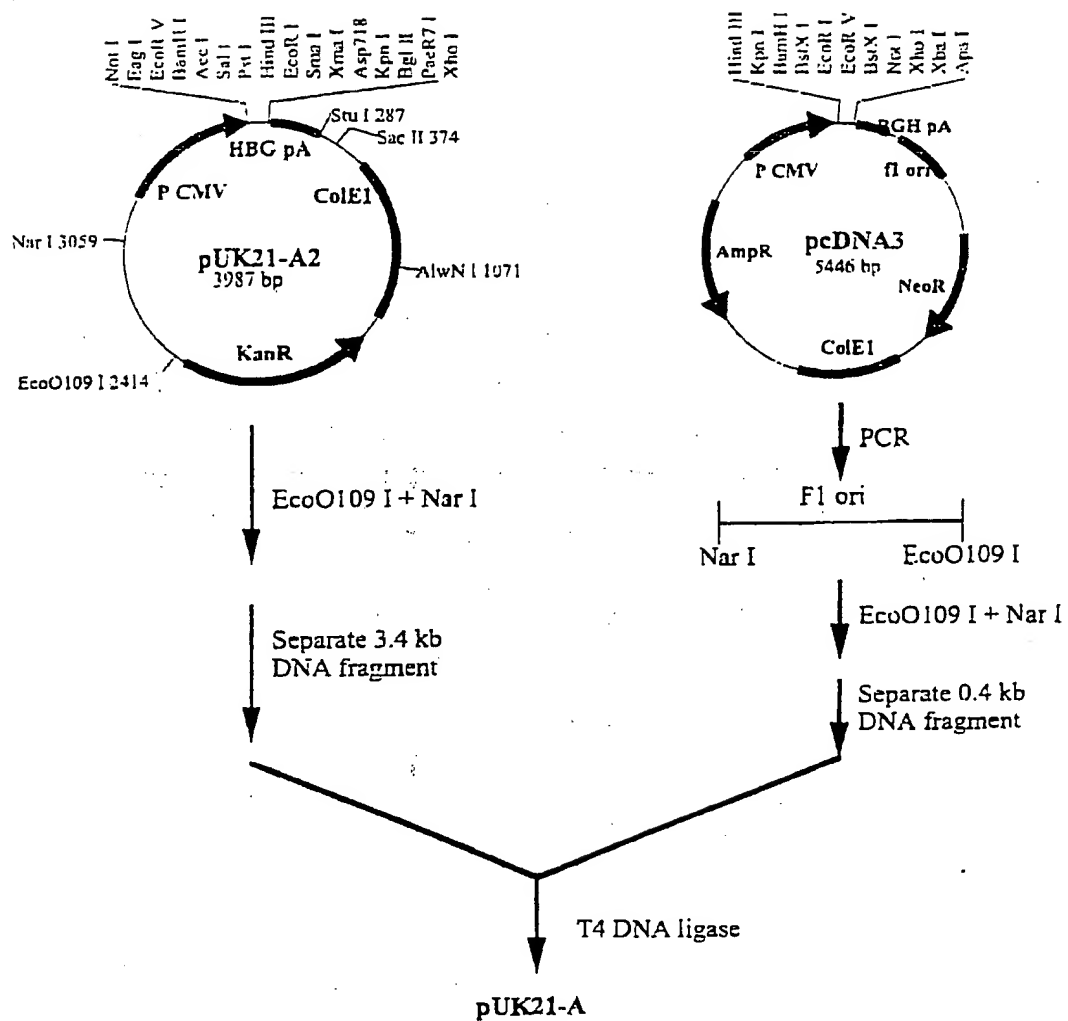 Not I
Eag I
EcoR V
BamH I
Acc I
Sal I
Pst I
Hind III
EcoR I
Sma I
Xma I
Asp718
Kpn I
Bgl II
PaeR7 I
Xho I
Stu I 287
Sac II 374
HBG pA
P CMV
ColE1
Nar I 3059
pUK21-A2
3987 bp
AlwN I 1071
KanR
EcoO109 I 2414
Hind III
Kpn I
BamH I
BstX I
EcoR I
EcoR V
BstX I
Not I
Xho I
Xba I
Apa I
BGH pA
P CMV
f1 ori
AmpR
pcDNA3
5446 bp
NeoR
ColE1
PCR
F1 ori
EcoO109 I + Nar I
Nar I
EcoO109 I
EcoO109 I + Nar I
Separate 3.4 kb
DNA fragment
Separate 0.4 kb
DNA fragment
T4 DNA ligase
pUK21-A